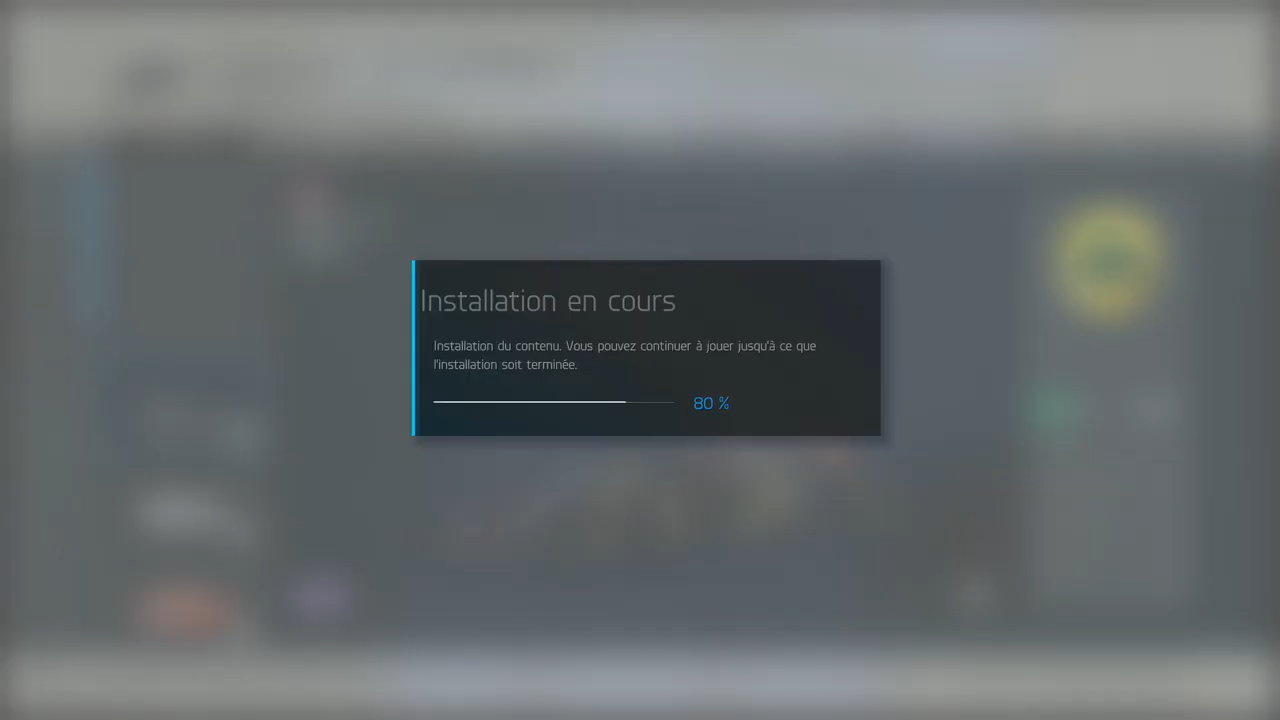 Installation en cours
Installation du contenu. Vous pouvez continuer à jouer jusqu'à ce que
l'installation soit terminée.
80 %